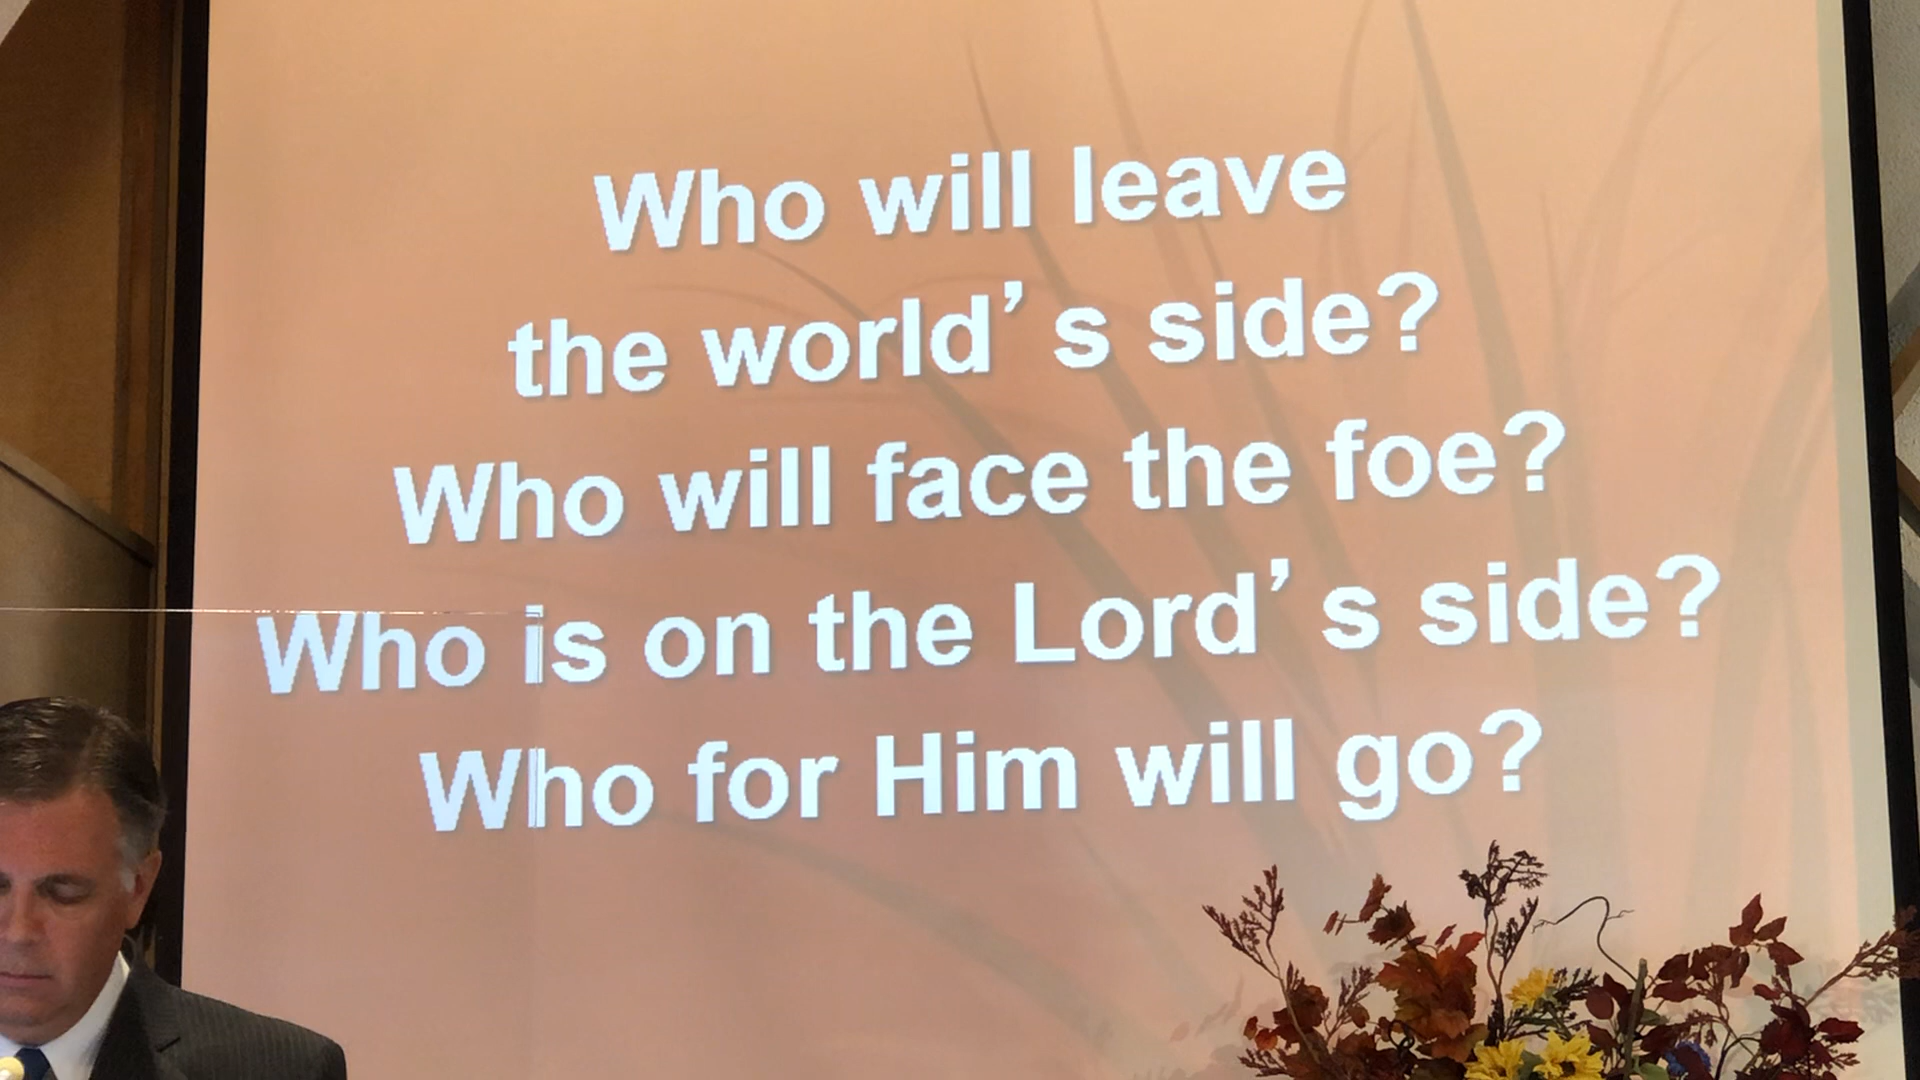 Who will leave
the world’s side?
Who will face the foe?
Who is on the Lord’s side?
Who for Him will go?